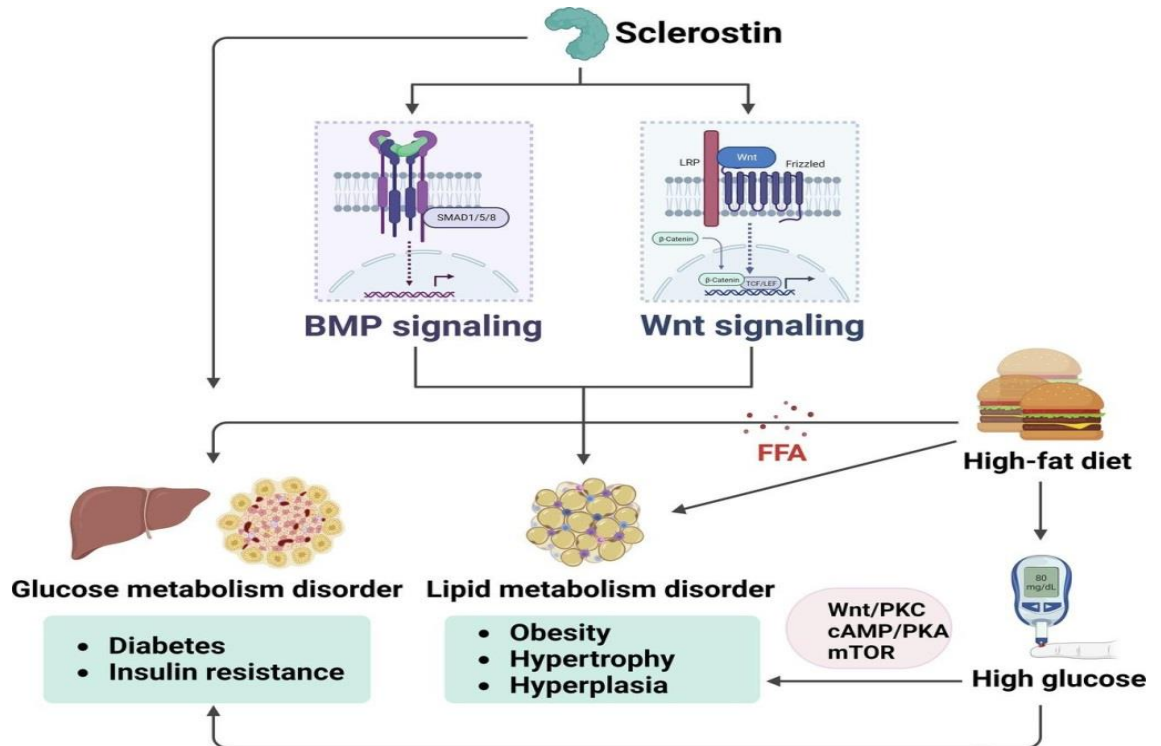 Sclerostin
SMAD1/5/8
BMP signaling
LRP
Wnt
Frizzled
β-Catenin
β-Catenin
TCF/LEF
Wnt signaling
FFA
High-fat diet
Glucose metabolism disorder
• Diabetes
• Insulin resistance
Lipid metabolism disorder
• Obesity
• Hypertrophy
• Hyperplasia
Wnt/PKC
cAMP/PKA
mTOR
80
mg/dL
High glucose